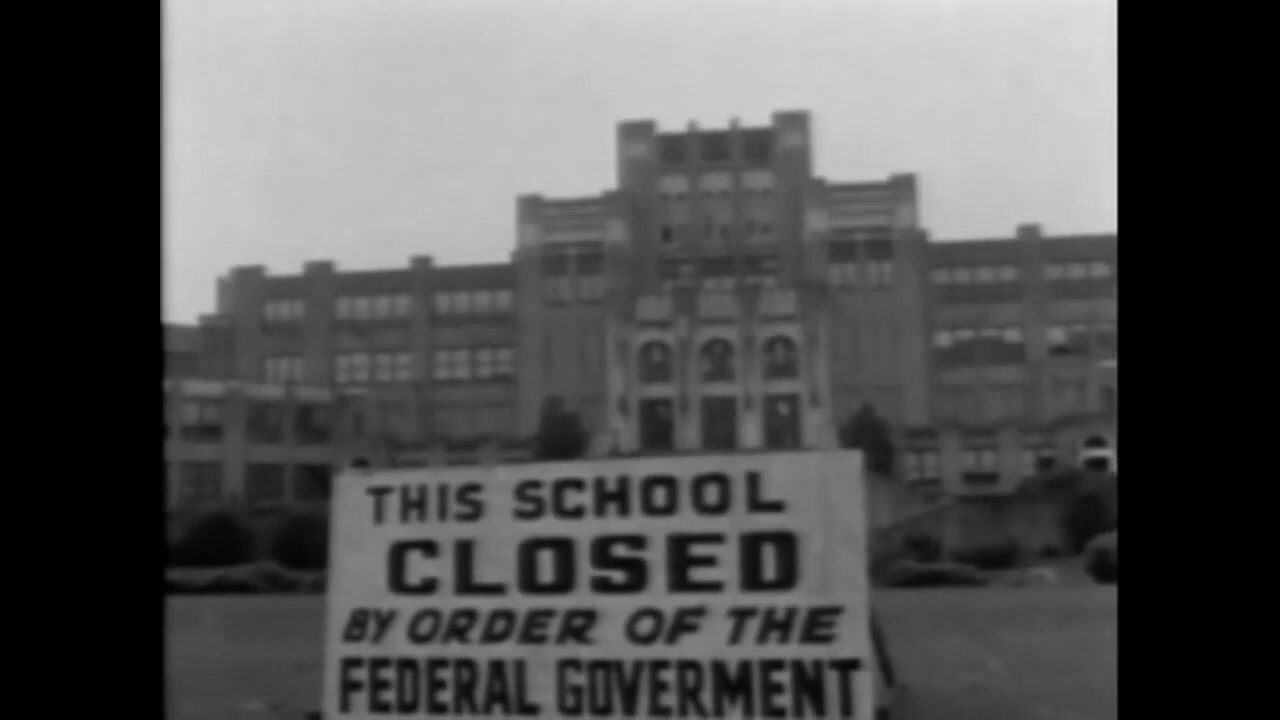 THIS SCHOOL
CLOSED
BY ORDER OF THE
FEDERAL GOVERMENT